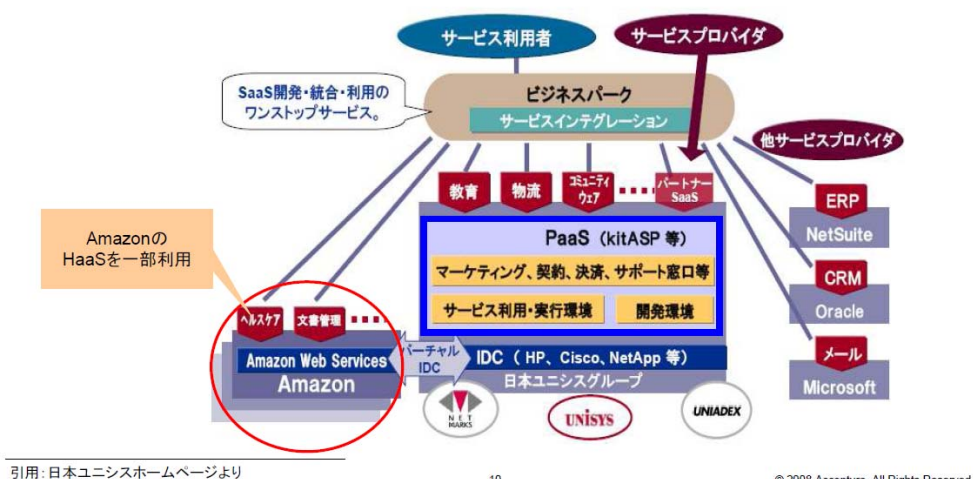 サービス利用者
サービスプロバイダ
SaaS開発・統合・利用の
ワンストップサービス。
ビジネスパーク
サービスインテグレーション
他サービスプロバイダ
教育
物流
コミュニティ
ウェア
パートナー
SaaS
ERP
NetSuite
Amazonの
HaaSを一部利用
PaaS（kitASP 等）
マーケティング、契約、決済、サポート窓口等
サービス利用・実行環境
開発環境
CRM
Oracle
ヘルスケア
文書管理
Amazon Web Services
Amazon
バーチャル
IDC
IDC（ HP、Cisco、NetApp 等）
日本ユニシスグループ
メール
Microsoft
NET
MARKS
UNISYS
UNIADEX
引用：日本ユニシスホームページより
19
© 2008 Accenture. All Rights Reserved